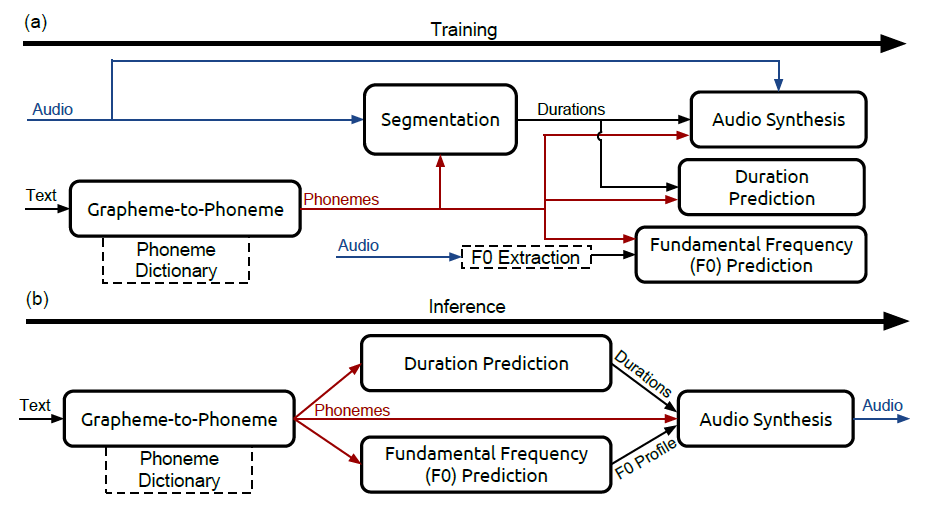 (a)
Training
Audio
Segmentation
Durations
Audio Synthesis
Text
Grapheme-to-Phoneme
Phonemes
Duration
Prediction
Phoneme
Dictionary
Audio
F0 Extraction
Fundamental Frequency
(F0) Prediction
(b)
Inference
Duration Prediction
Durations
Text
Grapheme-to-Phoneme
Phonemes
Audio Synthesis
Audio
Phoneme
Dictionary
Fundamental Frequency
(F0) Prediction
F0 Profile